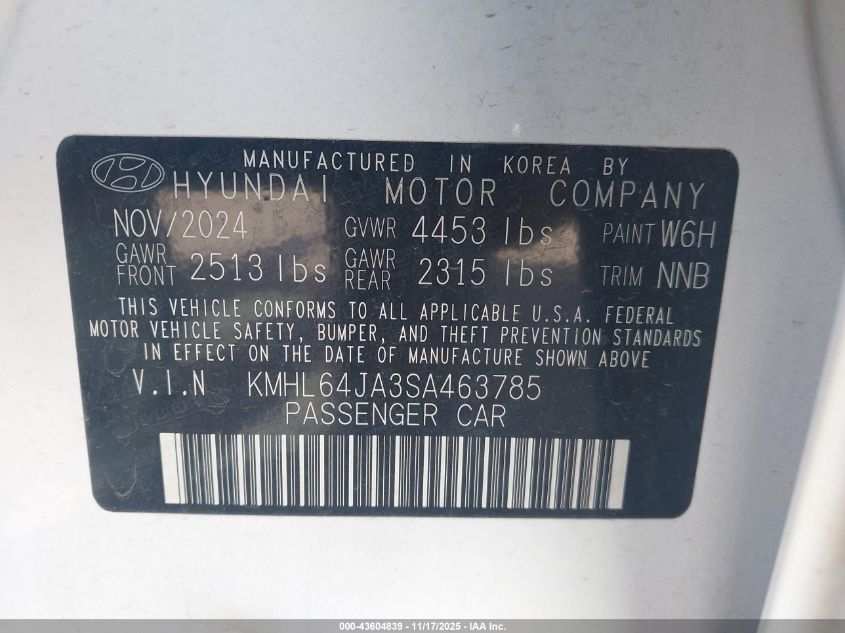 MANUFACTURED IN KOREA BY
HYUNDAI MOTOR COMPANY
NOV/2024 GVWR 4453 lbs PAINT W6H
GAWR FRONT 2513 lbs GAWR REAR 2315 lbs TRIM NNB
THIS VEHICLE CONFORMS TO ALL APPLICABLE U.S.A. FEDERAL
MOTOR VEHICLE SAFETY, BUMPER, AND THEFT PREVENTION STANDARDS
IN EFFECT ON THE DATE OF MANUFACTURE SHOWN ABOVE
V.I.N KMHL64JA3SA463785
PASSENGER CAR
000-43604839 - 11/17/2025 - IAA Inc.